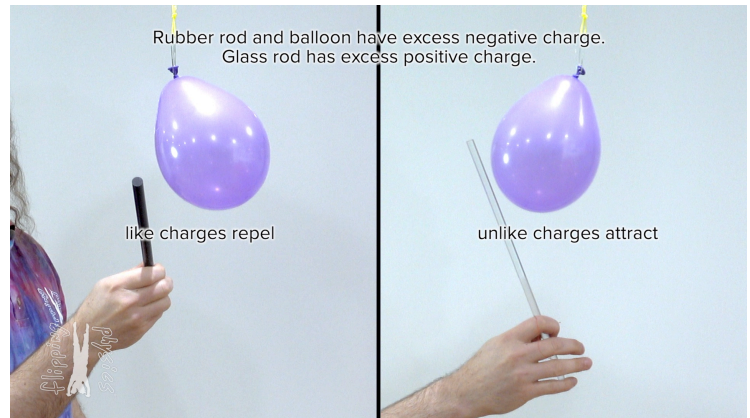 Rubber rod and balloon have excess negative charge.
Glass rod has excess positive charge.
like charges repel
unlike charges attract
flipping
physics